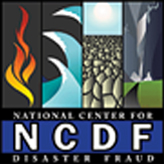 NATIONAL CENTER FOR
NCDF
DISASTER FRAUD